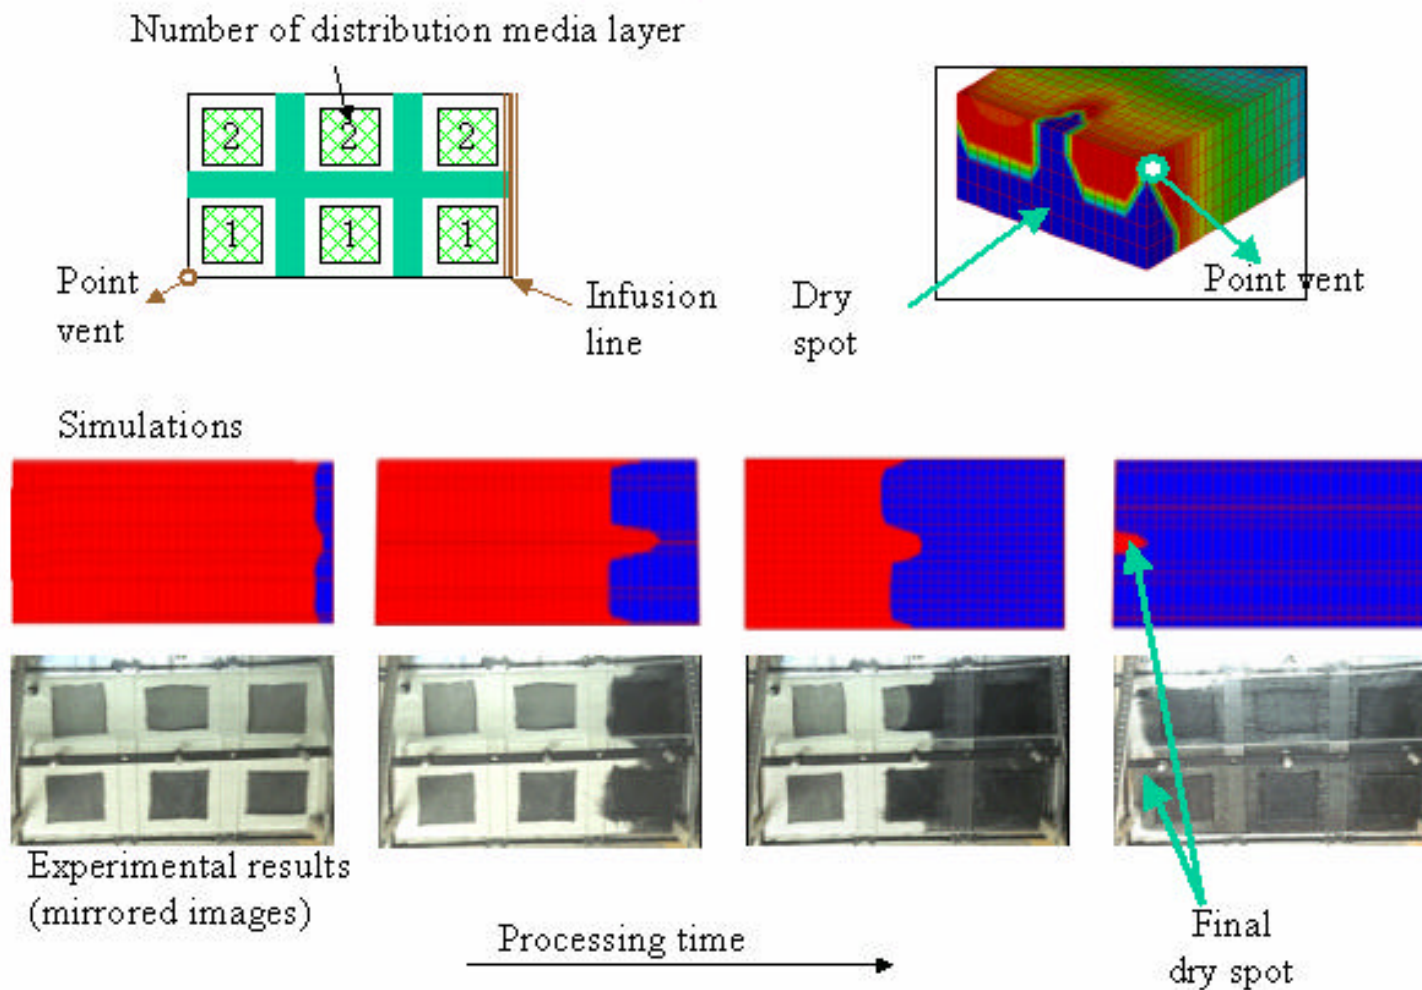 Number of distribution media layer
2 2 2
1 1 1
Point
vent
Infusion
line
Dry
spot
Point vent
Simulations
Experimental results
(mirrored images)
Processing time
Final
dry spot